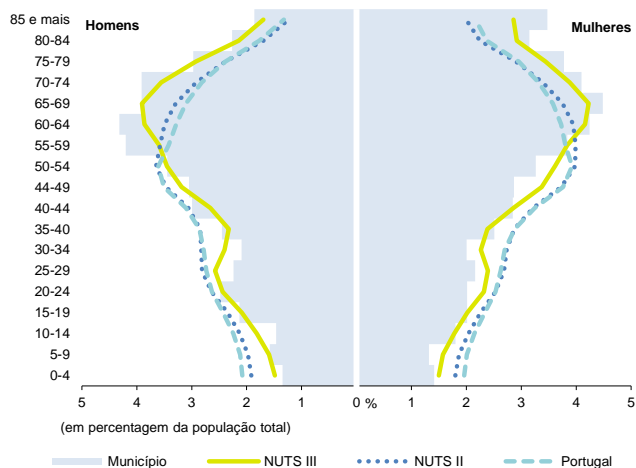 Homens
Mulheres
85 e mais
80-84
75-79
70-74
65-69
60-64
55-59
50-54
44-49
40-44
35-40
30-34
25-29
20-24
15-19
10-14
5-9
0-4
5 4 3 2 1 0 % 1 2 3 4 5
(em percentagem da população total)
Município NUTS III NUTS II Portugal